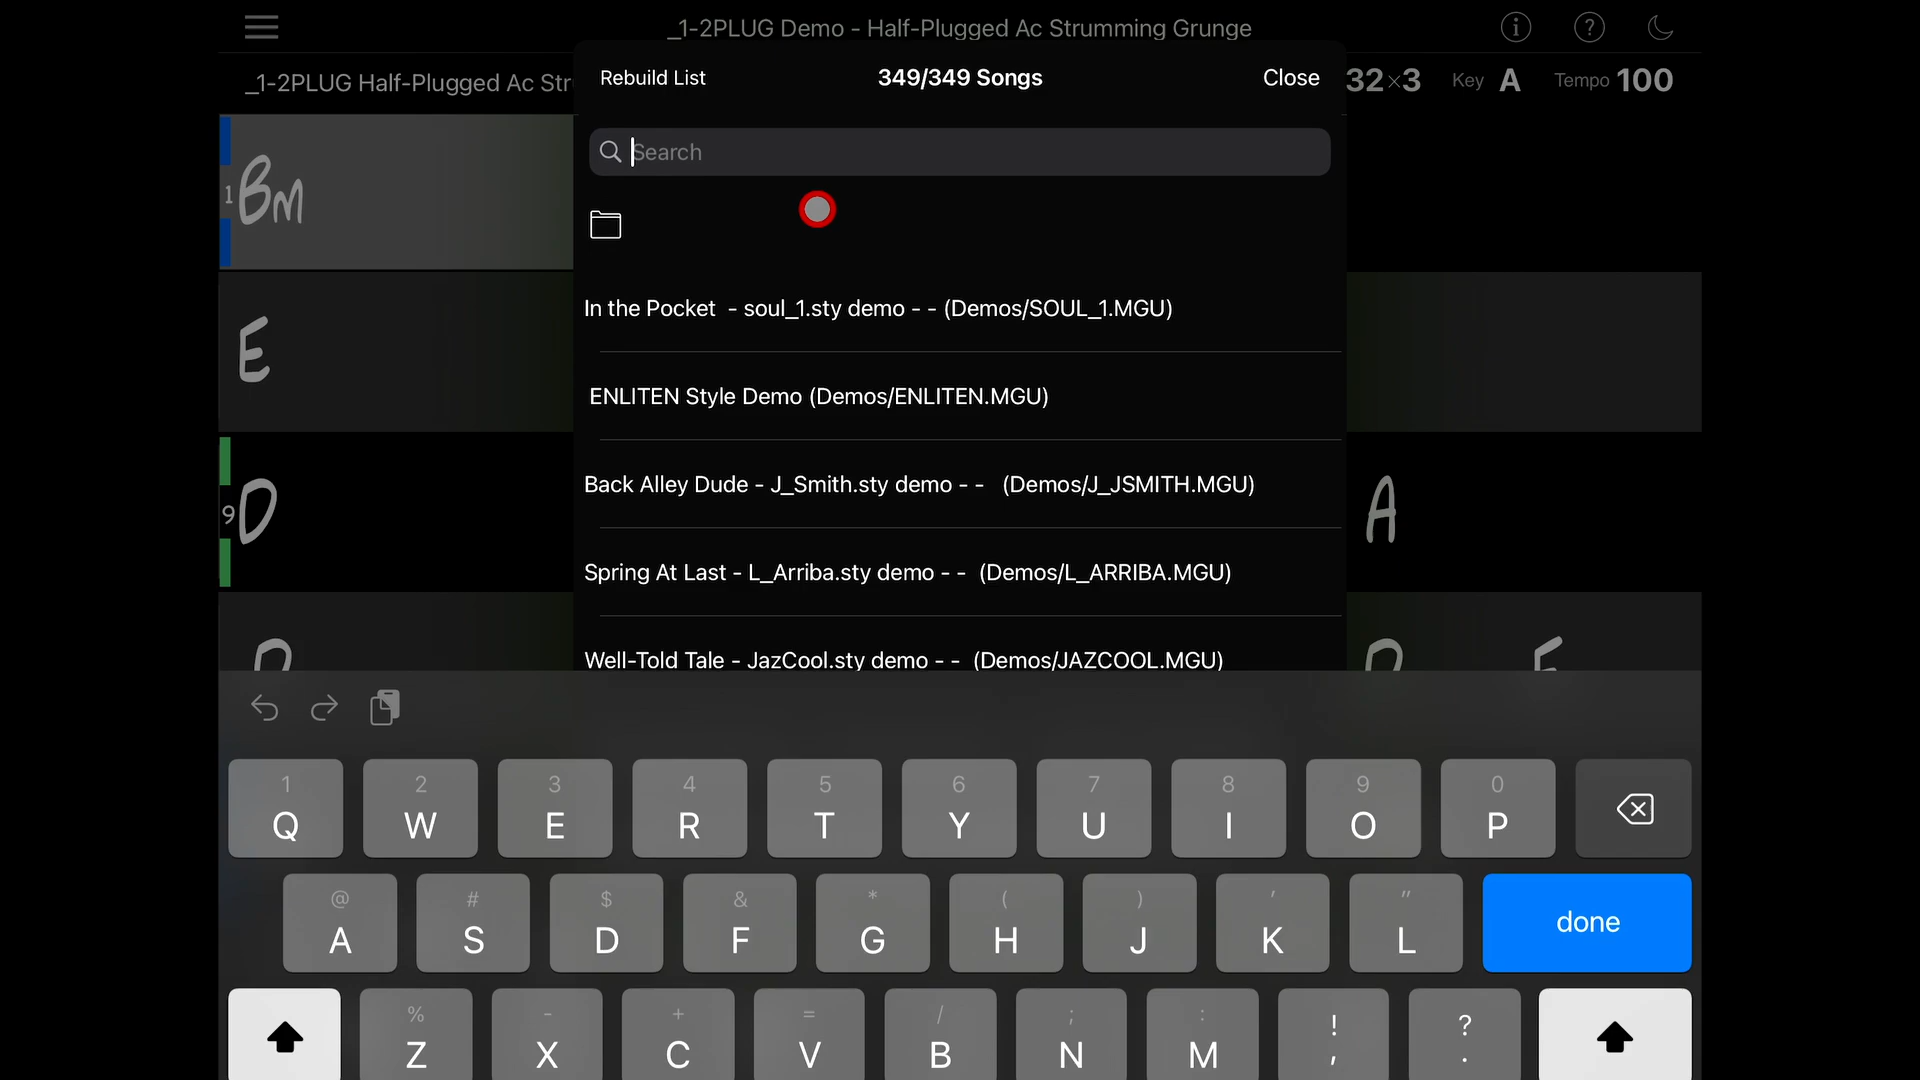 _1-2PLUG Demo - Half-Plugged Ac Strumming Grunge
Rebuild List
349/349 Songs
Close
_1-2PLUG Half-Plugged Ac Str
32×3
Key A
Tempo 100
Search
1 Bm
E
9 D
A
In the Pocket - soul_1.sty demo - - (Demos/SOUL_1.MGU)
ENLITEN Style Demo (Demos/ENLITEN.MGU)
Back Alley Dude - J_Smith.sty demo - - (Demos/J_JSMITH.MGU)
Spring At Last - L_Arriba.sty demo - - (Demos/L_ARRIBA.MGU)
Well-Told Tale - JazCool.sty demo - - (Demos/JAZCOOL.MGU)
1 2 3 4 5 6 7 8 9 0
Q W E R T Y U I O P
@ # $ & * ( ) ' "
A S D F G H J K L
done
% - + = / ; : ! ?
Z X C V B N M , .